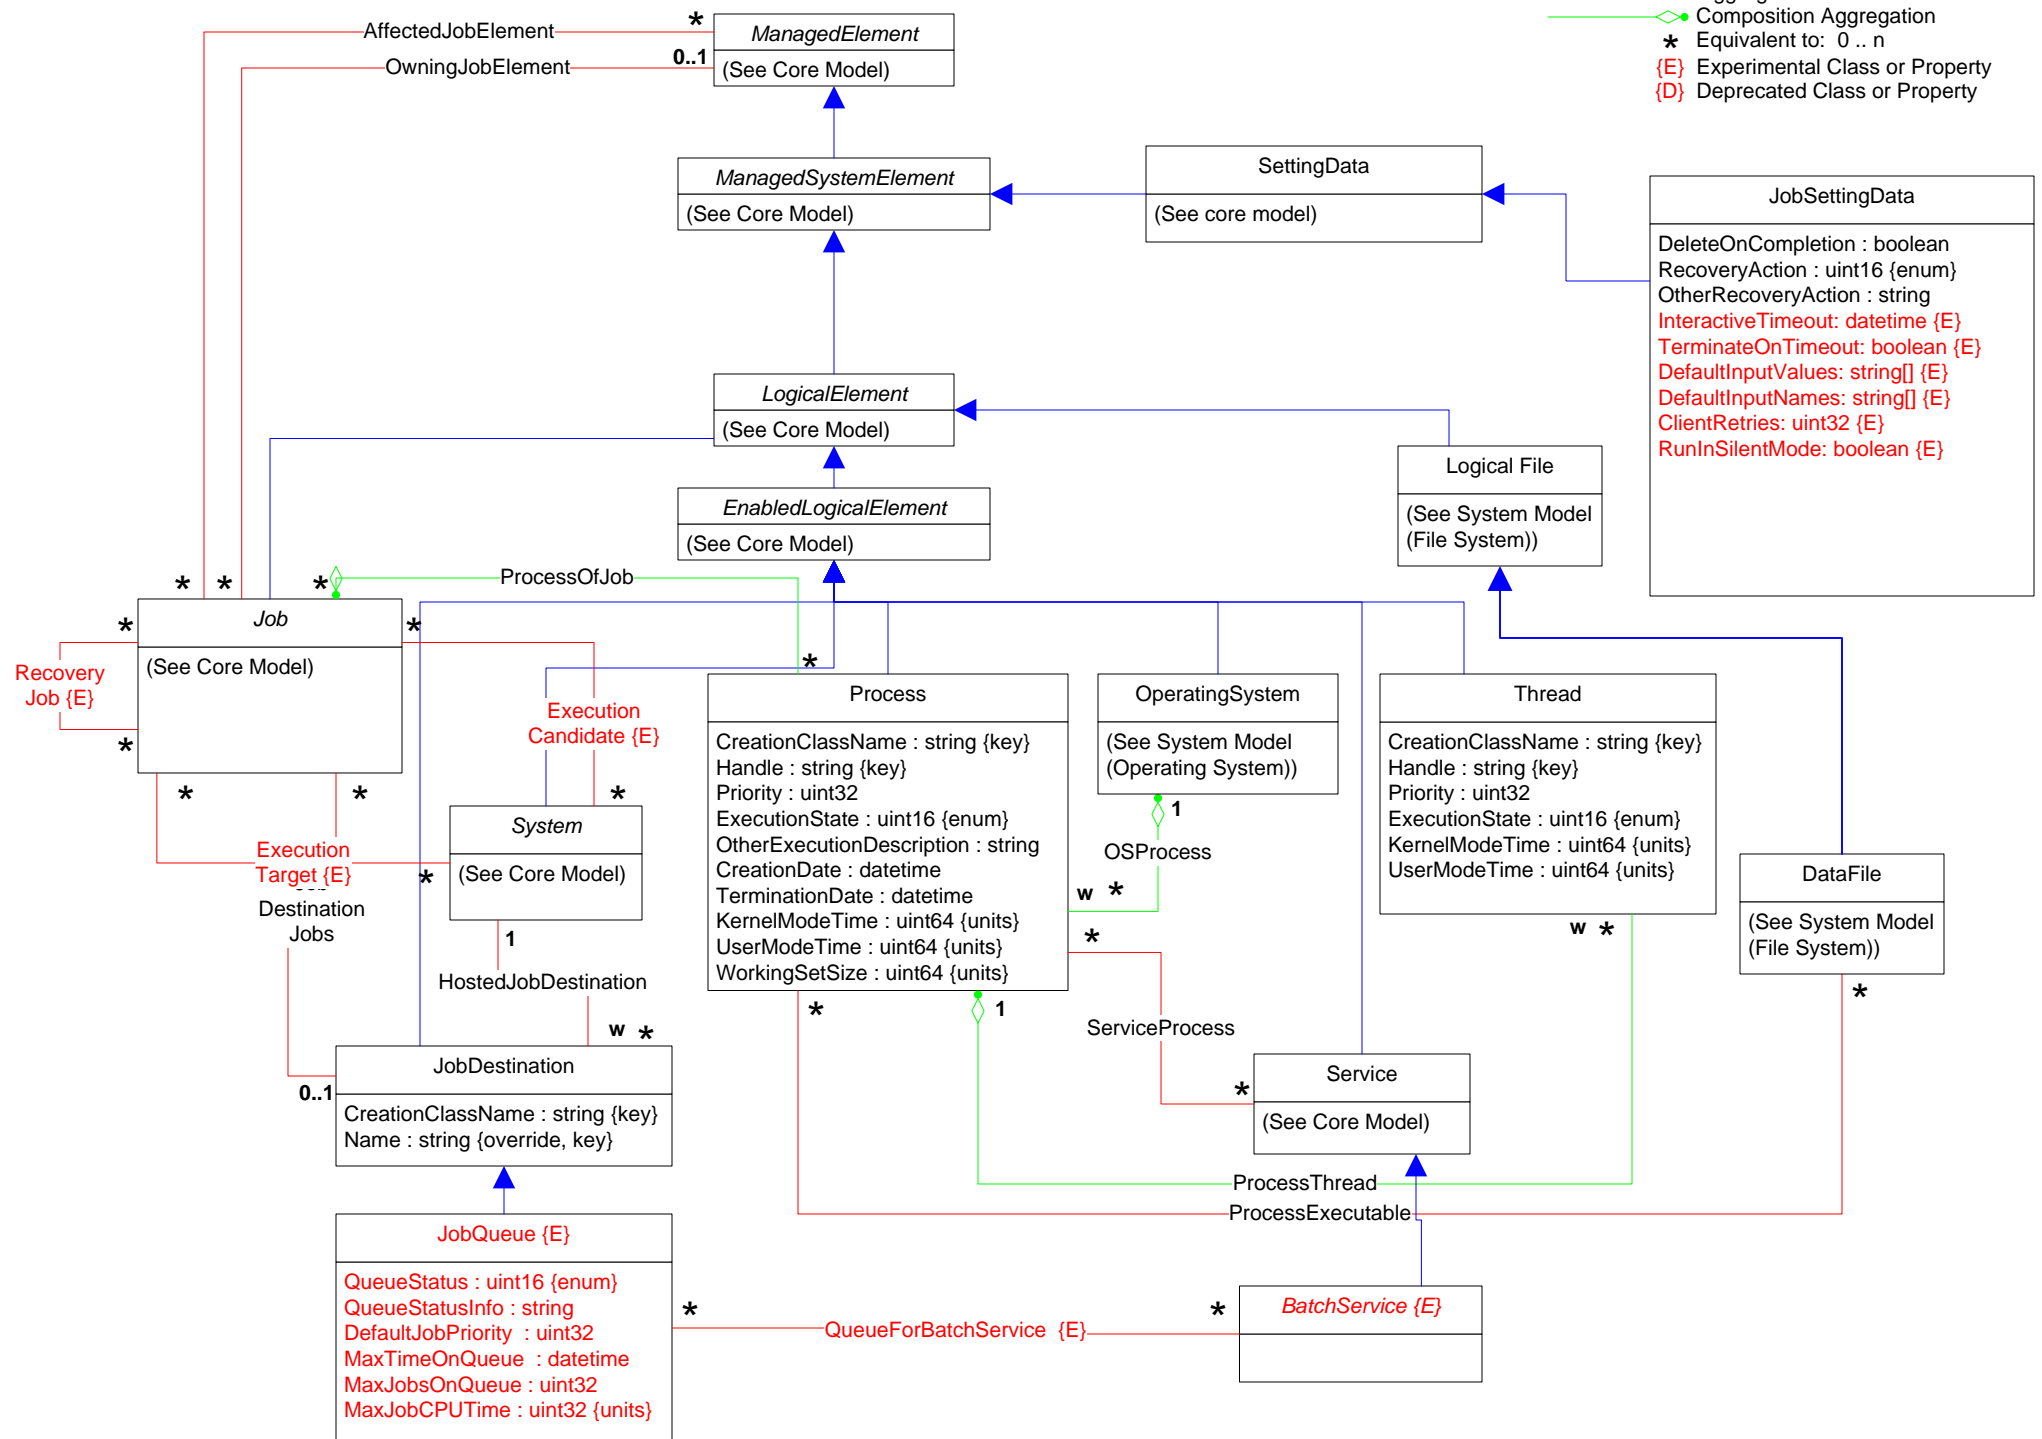 Composition Aggregation
* Equivalent to: 0 .. n
{E} Experimental Class or Property
{D} Deprecated Class or Property
AffectedJobElement
*
OwningJobElement
0..1
ManagedElement
(See Core Model)
ManagedSystemElement
(See Core Model)
SettingData
(See core model)
JobSettingData
DeleteOnCompletion : boolean
RecoveryAction : uint16 {enum}
OtherRecoveryAction : string
InteractiveTimeout: datetime {E}
TerminateOnTimeout: boolean {E}
DefaultInputValues: string[] {E}
DefaultInputNames: string[] {E}
ClientRetries: uint32 {E}
RunInSilentMode: boolean {E}
LogicalElement
(See Core Model)
Logical File
(See System Model
(File System))
EnabledLogicalElement
(See Core Model)
ProcessOfJob
* * *
*
Job
(See Core Model)
* *
Recovery
Job {E}
*
* *
Execution
Candidate {E}
*
System
(See Core Model)
Execution
Target {E}
*
Destination
Jobs
1
HostedJobDestination
w *
0..1
JobDestination
CreationClassName : string {key}
Name : string {override, key}
JobQueue {E}
QueueStatus : uint16 {enum}
QueueStatusInfo : string
DefaultJobPriority : uint32
MaxTimeOnQueue : datetime
MaxJobsOnQueue : uint32
MaxJobCPUTime : uint32 {units}
Process
CreationClassName : string {key}
Handle : string {key}
Priority : uint32
ExecutionState : uint16 {enum}
OtherExecutionDescription : string
CreationDate : datetime
TerminationDate : datetime
KernelModeTime : uint64 {units}
UserModeTime : uint64 {units}
WorkingSetSize : uint64 {units}
OperatingSystem
(See System Model
(Operating System))
1
OSProcess
w *
*
Thread
CreationClassName : string {key}
Handle : string {key}
Priority : uint32
ExecutionState : uint16 {enum}
KernelModeTime : uint64 {units}
UserModeTime : uint64 {units}
w *
DataFile
(See System Model
(File System))
*
*
1
ServiceProcess
*
Service
(See Core Model)
ProcessThread
ProcessExecutable
*
QueueForBatchService {E}
*
BatchService {E}